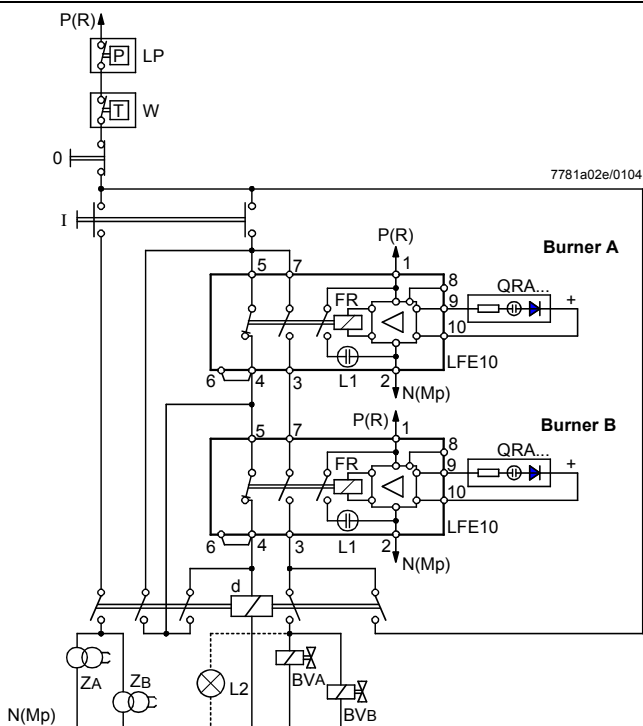 P(R)
P LP
T W
0
7781a02e/0104
I
P(R) Burner A
5 7 1 8
FR 9 QRA... +
10
L1 LFE10
6 4 3 2
N(Mp)
P(R) Burner B
5 7 1 8
FR 9 QRA... +
10
L1 LFE10
6 4 3 2
N(Mp)
d
ZA ZB L2 BVA
N(Mp) BVB